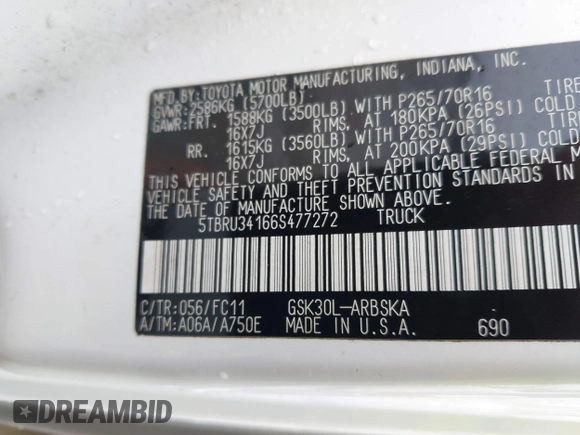 MFD. BY: TOYOTA MOTOR MANUFACTURING, INDIANA, INC.
GVWR: 2586KG (5700LB)
GAWR: FRT. 1588KG (3500LB) WITH P265/70R16 TIRE
16X7J RIMS, AT 180KPA (26PSI) COLD
RR. 1615KG (3560LB) WITH P265/70R16 TIRE
16X7J RIMS, AT 200KPA (29PSI) COLD
THIS VEHICLE CONFORMS TO ALL APPLICABLE FEDERAL M
VEHICLE SAFETY AND THEFT PREVENTION STANDARDS IN
THE DATE OF MANUFACTURE SHOWN ABOVE.
5TBRU34166S477272 TRUCK
C/TR: 056/FC11 GSK30L-ARBSKA
A/TM: A06A/A750E MADE IN U.S.A. 690
DREAMBID